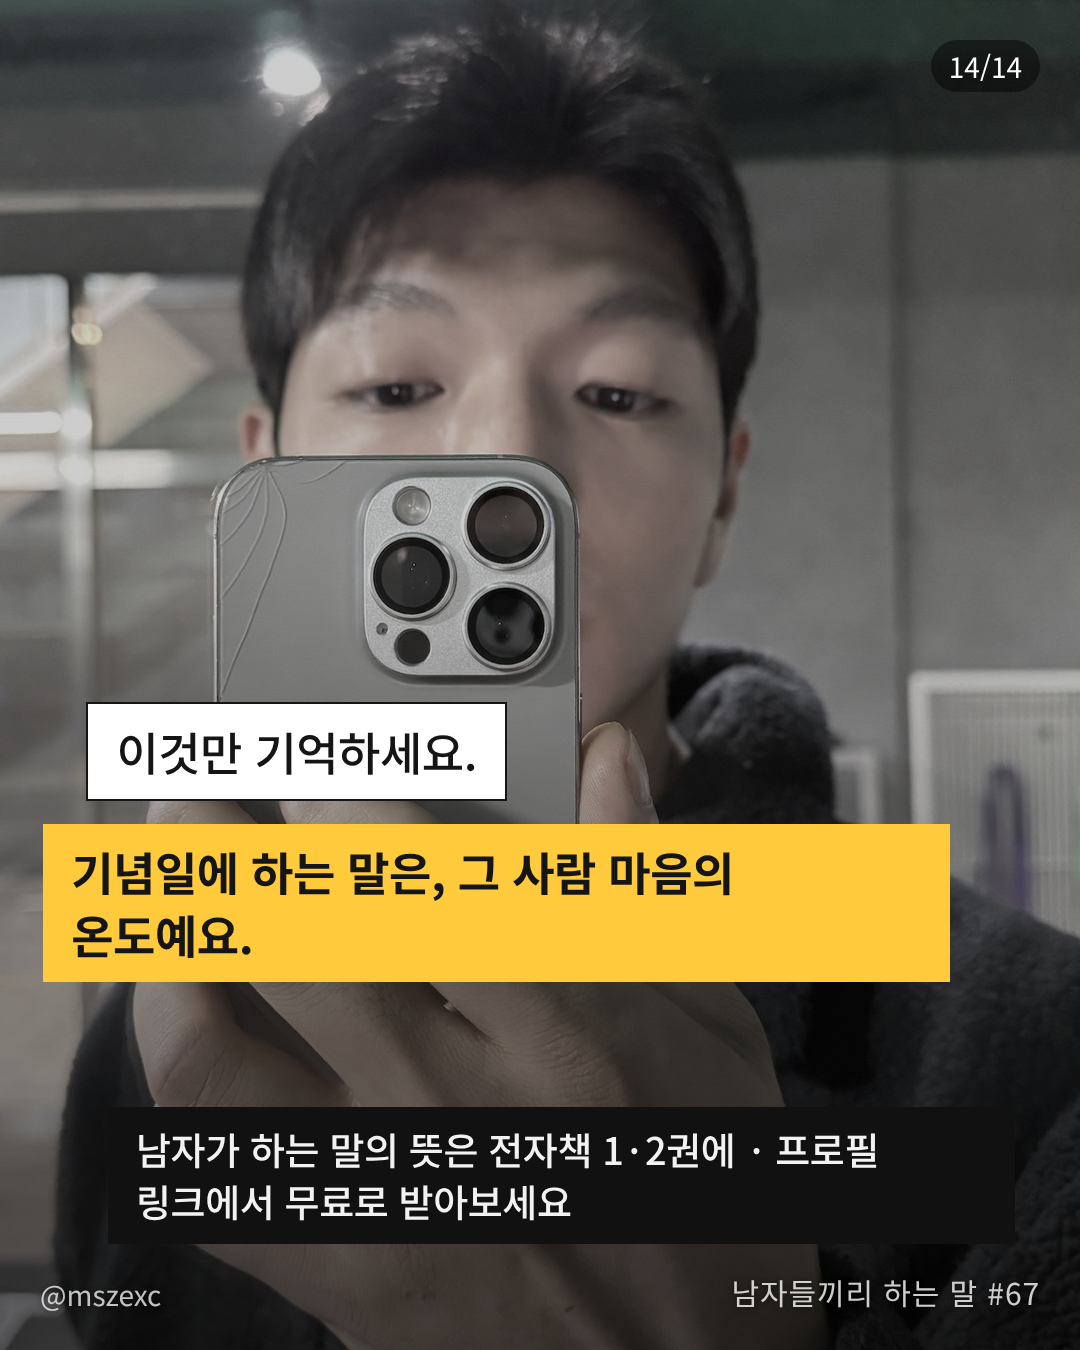 14/14
이것만 기억하세요.
기념일에 하는 말은, 그 사람 마음의
온도예요.
남자가 하는 말의 뜻은 전자책 1·2권에 · 프로필
링크에서 무료로 받아보세요
@mszexc
남자들끼리 하는 말 #67